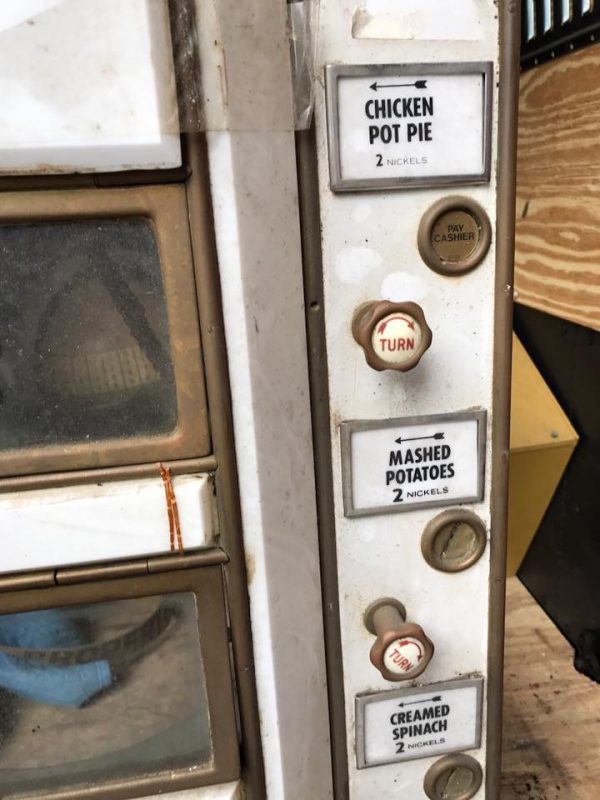 CHICKEN
POT PIE
2 NICKELS
PAY
CASHIER
TURN
MASHED
POTATOES
2 NICKELS
TURN
CREAMED
SPINACH
2 NICKELS